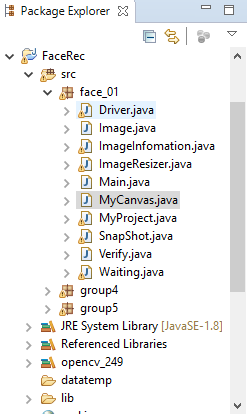 Package Explorer
FaceRec
src
face_01
Driver.java
Image.java
ImageInfomation.java
ImageResizer.java
Main.java
MyCanvas.java
MyProject.java
SnapShot.java
Verify.java
Waiting.java
group4
group5
JRE System Library [JavaSE-1.8]
Referenced Libraries
opencv_249
datatemp
lib